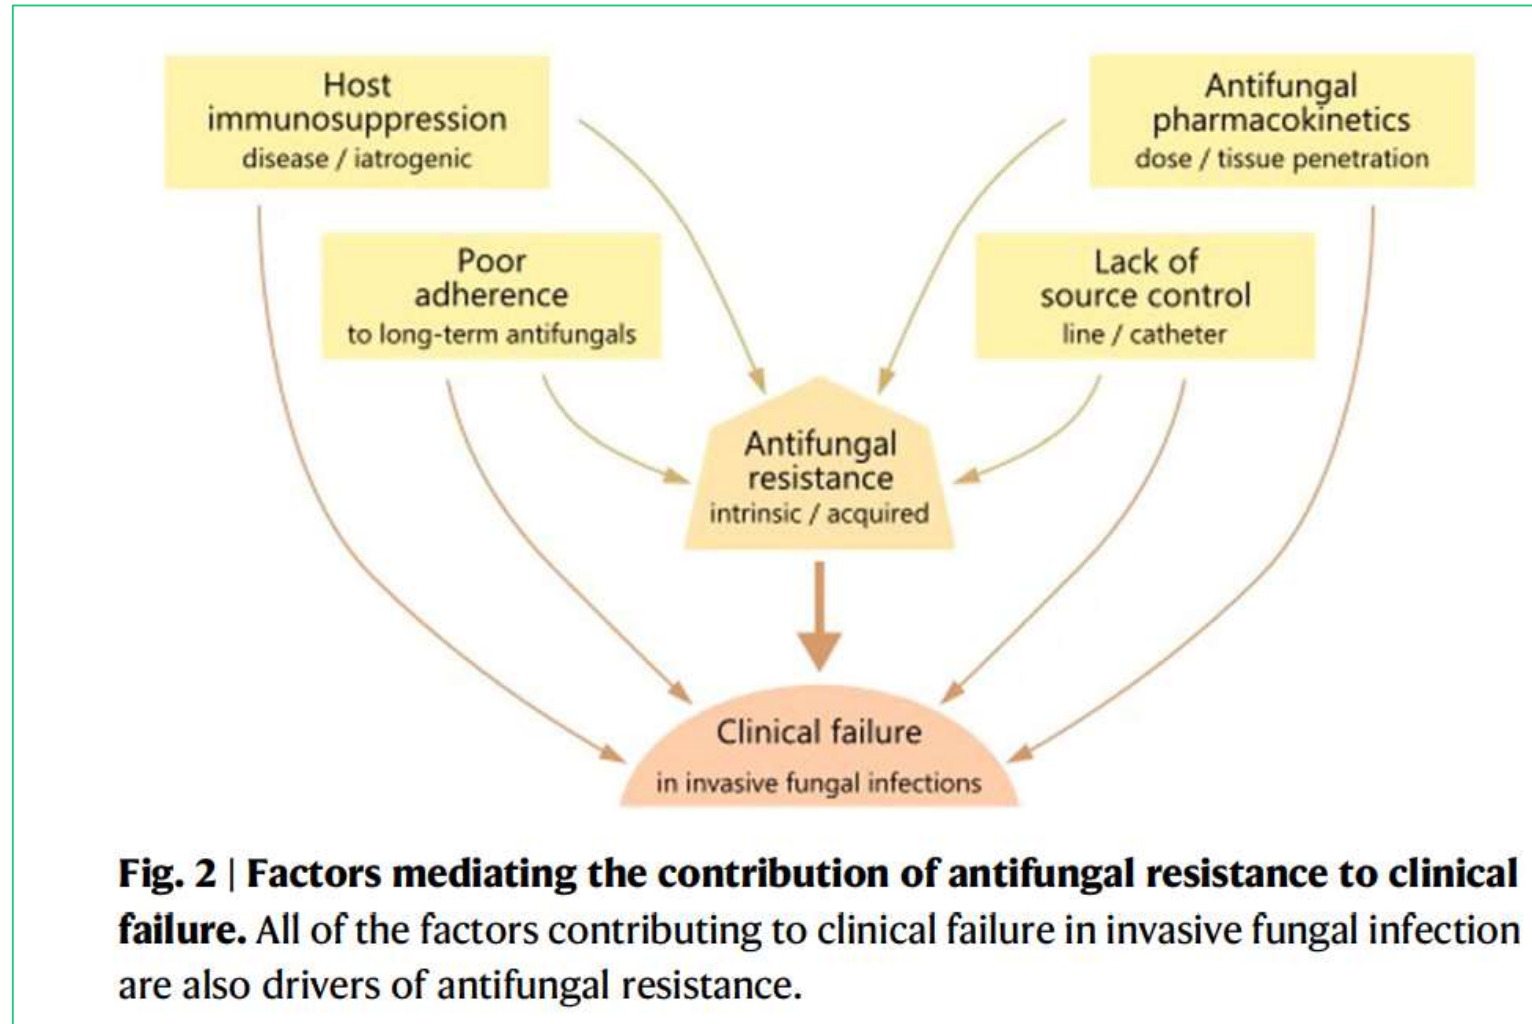 Host
immunosuppression
disease / iatrogenic
Antifungal
pharmacokinetics
dose / tissue penetration
Poor
adherence
to long-term antifungals
Lack of
source control
line / catheter
Antifungal
resistance
intrinsic / acquired
Clinical failure
in invasive fungal infections
Fig. 2 | Factors mediating the contribution of antifungal resistance to clinical
failure. All of the factors contributing to clinical failure in invasive fungal infection
are also drivers of antifungal resistance.